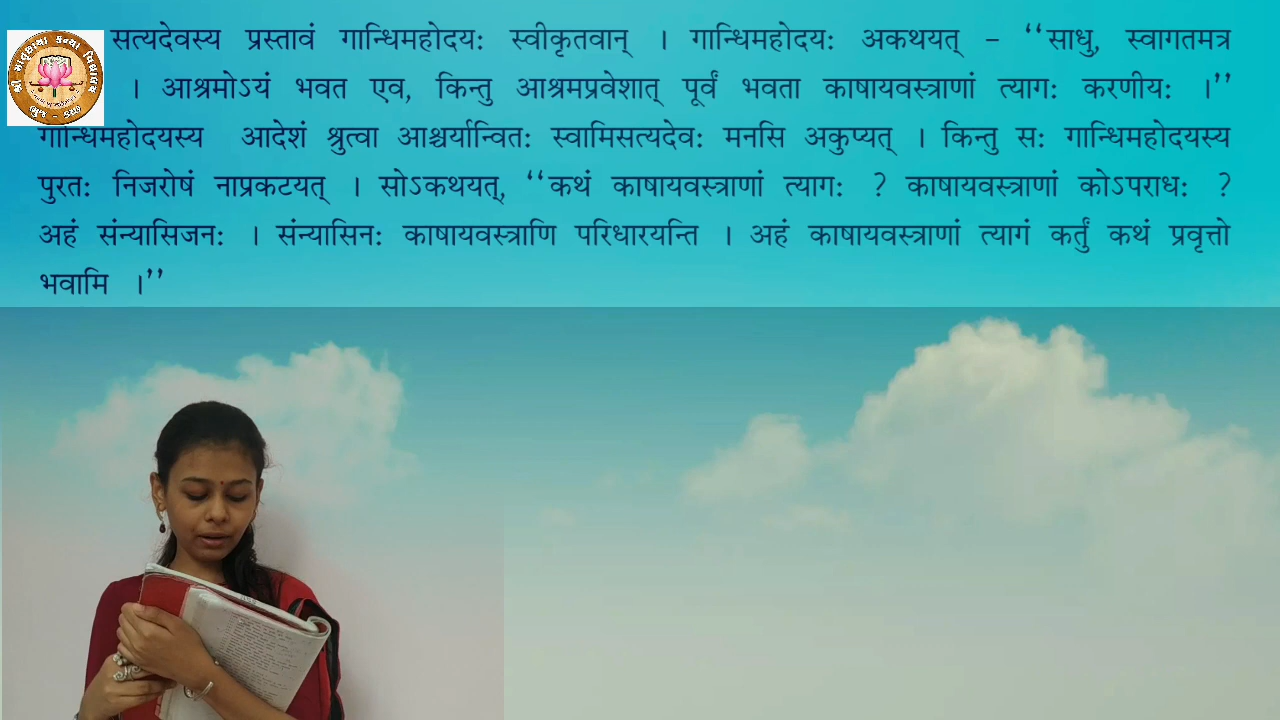 सत्यदेवस्य प्रस्तावं गान्धिमहोदयः स्वीकृतवान् । गान्धिमहोदयः अकथयत् – ‘‘साधु, स्वागतमत्र
। आश्रमोऽयं भवत एव, किन्तु आश्रमप्रवेशात् पूर्वं भवता काषायवस्त्राणां त्यागः करणीयः ।’’
गान्धिमहोदयस्य आदेशं श्रुत्वा आश्चर्यान्वितः स्वामिसत्यदेवः मनसि अकुप्यत् । किन्तु सः गान्धिमहोदयस्य
पुरतः निजरोषं नाप्रकटयत् । सोऽकथयत्, ‘‘कथं काषायवस्त्राणां त्यागः ? काषायवस्त्राणां कोऽपराधः ?
अहं संन्यासिजनः । संन्यासिनः काषायवस्त्राणि परिधारयन्ति । अहं काषायवस्त्राणां त्यागं कर्तुं कथं प्रवृत्तो
भवामि ।’’